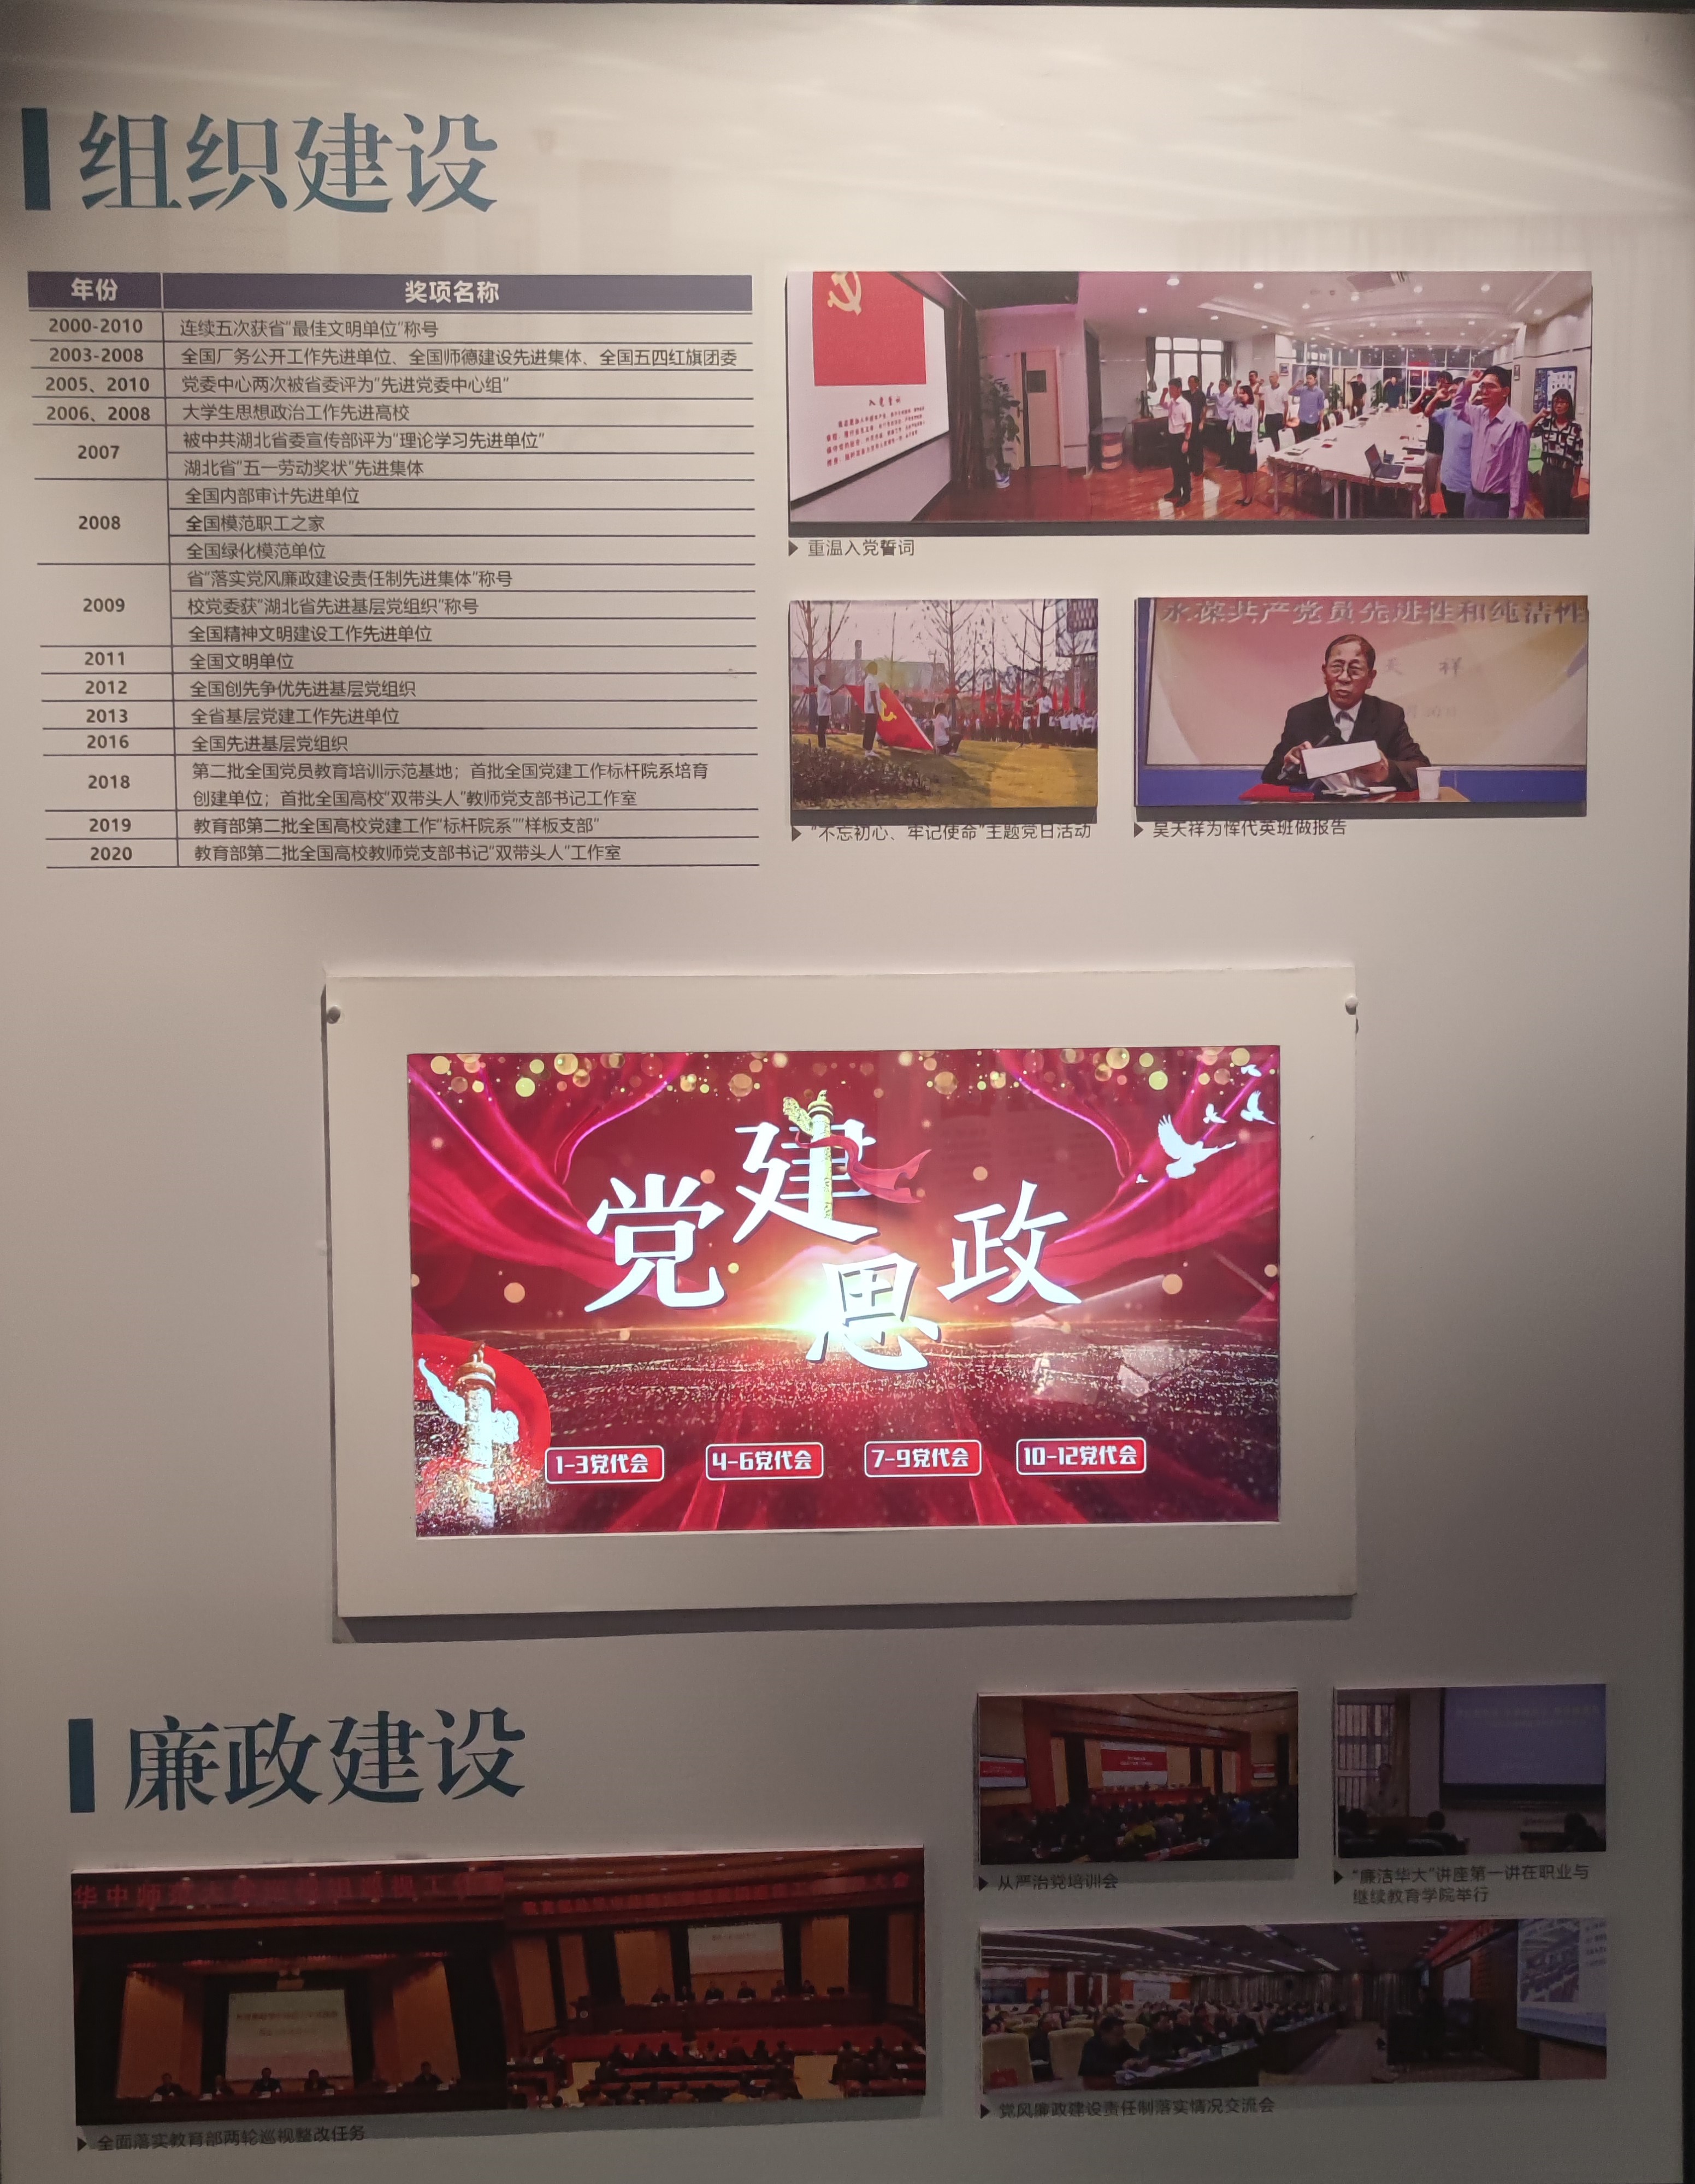 组织建设
年份 奖项名称
2000-2010 连续五次获省“最佳文明单位”称号
2003-2008 全国厂务公开工作先进单位、全国师德建设先进集体、全国五四红旗团委
2005、2010 党委中心两次被省委评为“先进党委中心组”
2006、2008 大学生思想政治工作先进高校
2007 被中共湖北省委宣传部评为“理论学习先进单位”
湖北省“五一劳动奖状”先进集体
2008 全国内部审计先进单位
全国模范职工之家
全国绿化模范单位
2009 省“落实党风廉政建设责任制先进集体”称号
校党委获“湖北省先进基层党组织”称号
全国精神文明建设工作先进单位
2011 全国文明单位
2012 全国创先争优先进基层党组织
2013 全省基层党建工作先进单位
2016 全国先进基层党组织
2018 第二批全国党员教育培训示范基地；首批全国党建工作标杆院系培育
创建单位；首批全国高校“双带头人”教师党支部书记工作室
2019 教育部第二批全国高校党建工作“标杆院系”“样板支部”
2020 教育部第二批全国高校教师党支部书记“双带头人”工作室
入党誓词
重温入党誓词
永葆共产党员先进性和纯洁性
天祥
“不忘初心、牢记使命”主题党日活动
吴天祥为恽代英班做报告
党建思政
1-3党代会
4-6党代会
7-9党代会
10-12党代会
廉政建设
从严治党培训会
“廉洁华大”讲座第一讲在职业与
继续教育学院举行
华中师
全面落实教育部两轮巡视整改任务
党风廉政建设责任制落实情况交流会